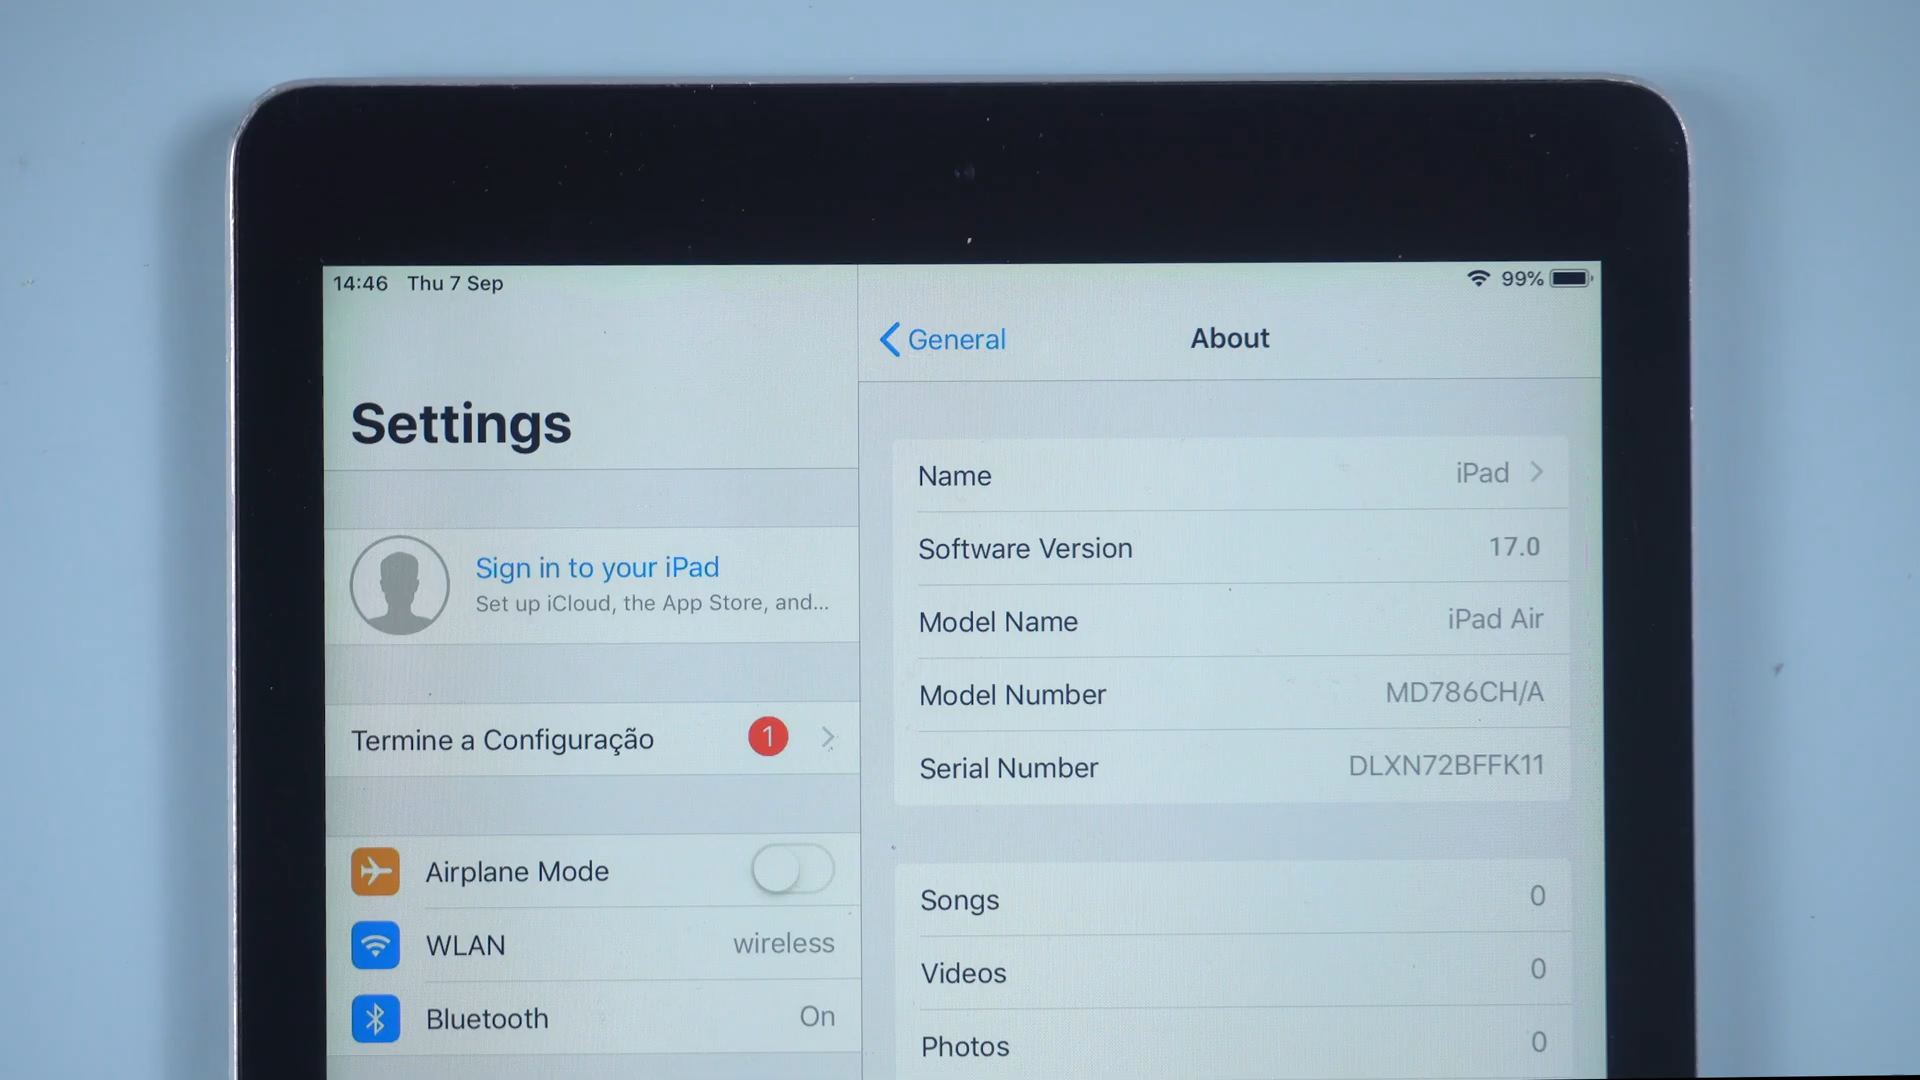 14:46 Thu 7 Sep
99%
Settings
Sign in to your iPad
Set up iCloud, the App Store, and...
Termine a Configuração 1
Airplane Mode
WLAN wireless
Bluetooth On
General About
Name iPad
Software Version 17.0
Model Name iPad Air
Model Number MD786CH/A
Serial Number DLXN72BFFK11
Songs 0
Videos 0
Photos 0